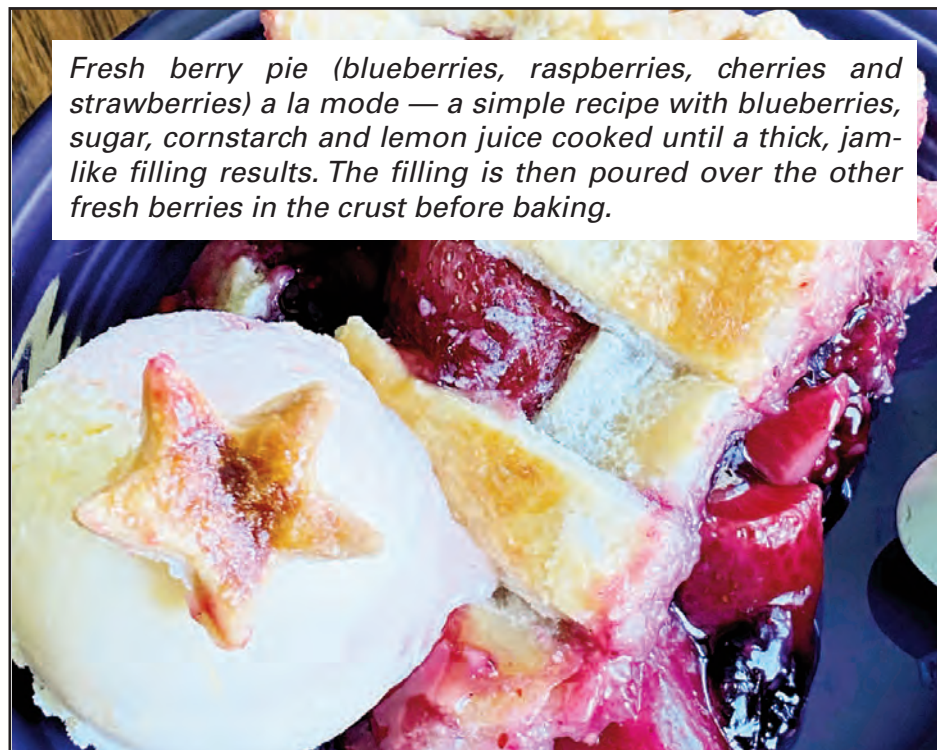 Fresh berry pie (blueberries, raspberries, cherries and
strawberries) a la mode — a simple recipe with blueberries,
sugar, cornstarch and lemon juice cooked until a thick, jam-
like filling results. The filling is then poured over the other
fresh berries in the crust before baking.